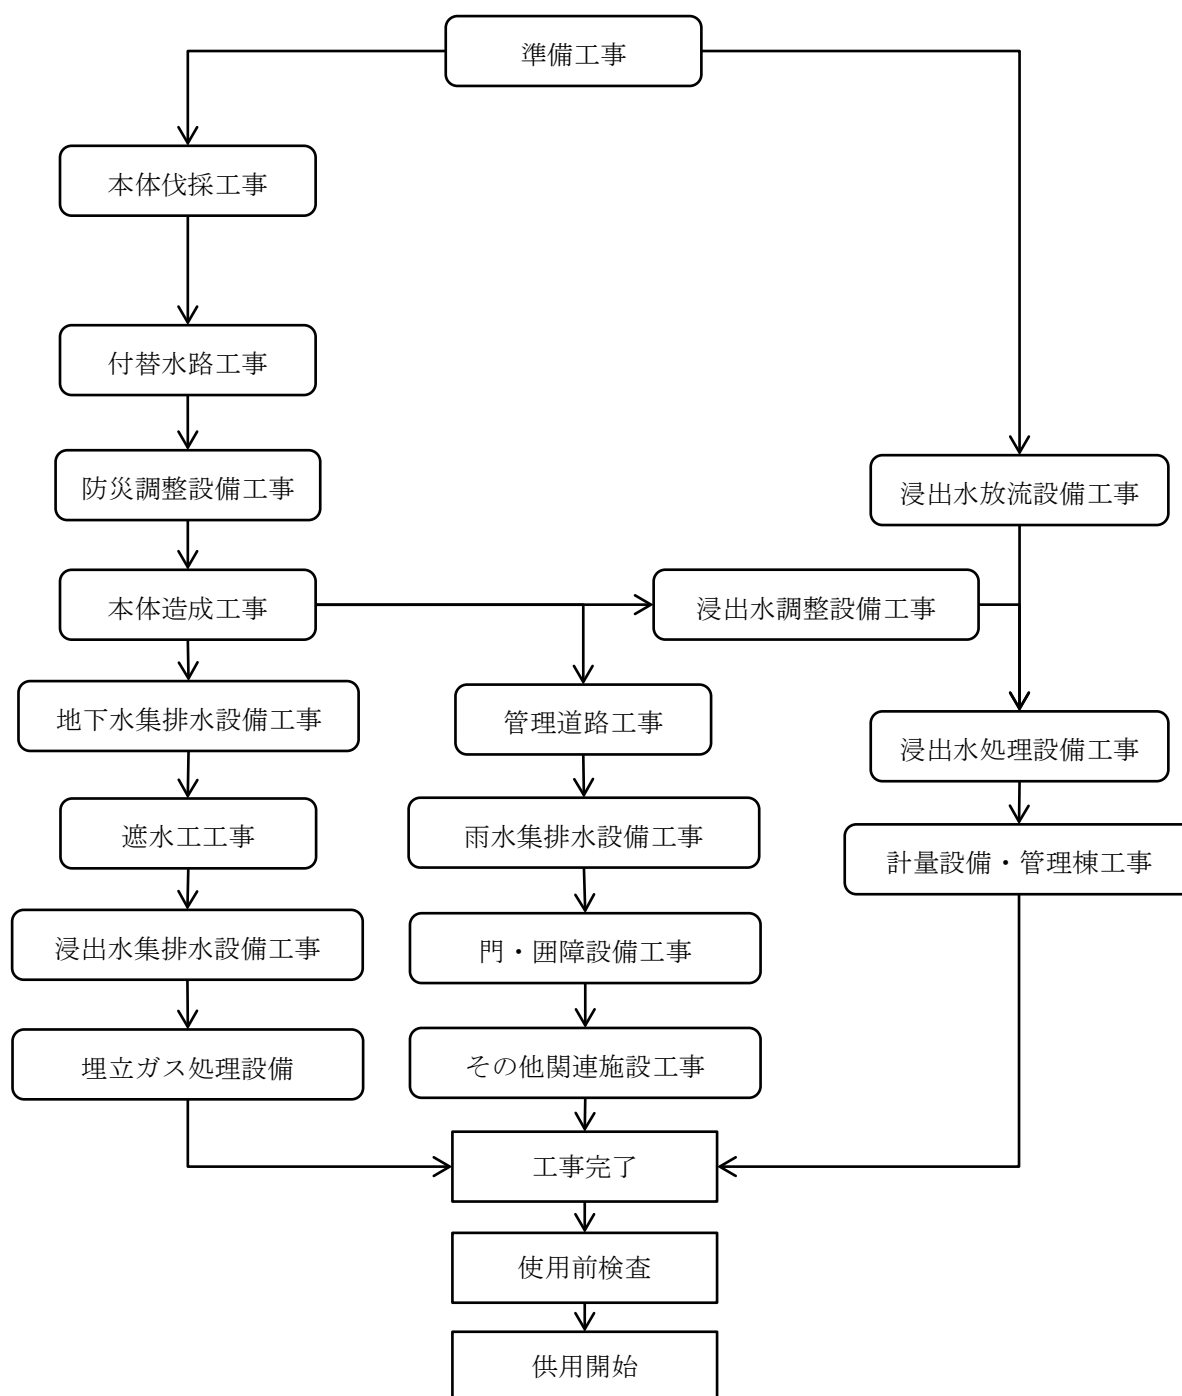 準備工事
本体伐採工事
付替水路工事
防災調整設備工事
浸出水放流設備工事
本体造成工事
浸出水調整設備工事
地下水集排水設備工事
管理道路工事
浸出水処理設備工事
遮水工工事
雨水集排水設備工事
計量設備・管理棟工事
浸出水集排水設備工事
門・囲障設備工事
埋立ガス処理設備
その他関連施設工事
工事完了
使用前検査
供用開始